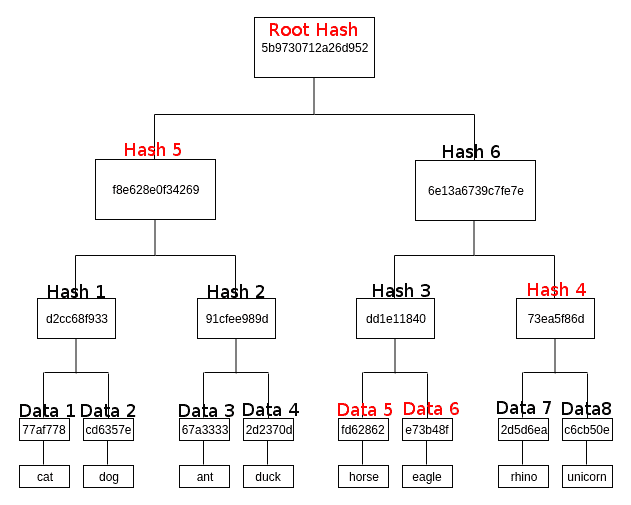 Root Hash
5b9730712a26d952
Hash 5
Hash 6
f8e628e0f34269
6e13a6739c7fe7e
Hash 1
Hash 2
Hash 3
Hash 4
d2cc68f933
91cfee989d
dd1e11840
73ea5f86d
Data 1
Data 2
Data 3
Data 4
Data 5
Data 6
Data 7
Data8
77af778
cd6357e
67a3333
2d2370d
fd62862
e73b48f
2d5d6ea
c6cb50e
cat
dog
ant
duck
horse
eagle
rhino
unicorn